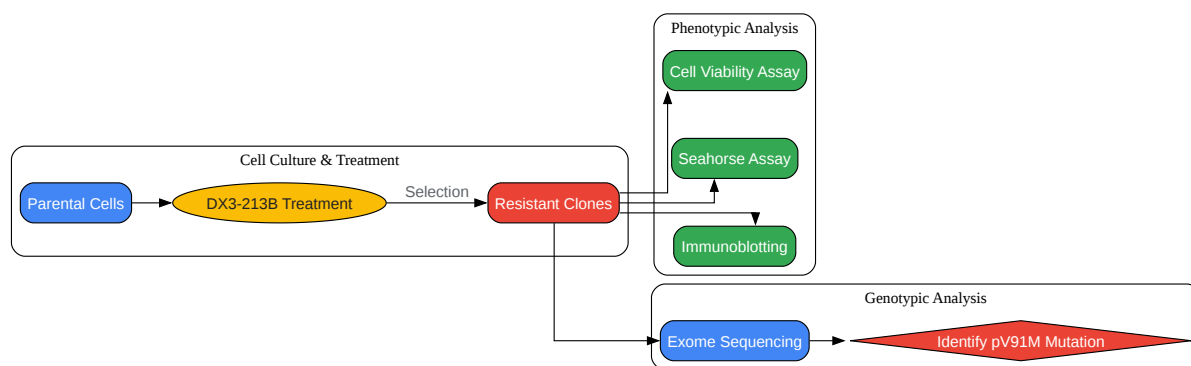 Phenotypic Analysis
Cell Viability Assay
Seahorse Assay
Immunoblotting
Cell Culture & Treatment
Parental Cells
DX3-213B Treatment
Selection
Resistant Clones
Genotypic Analysis
Exome Sequencing
Identify pV91M Mutation